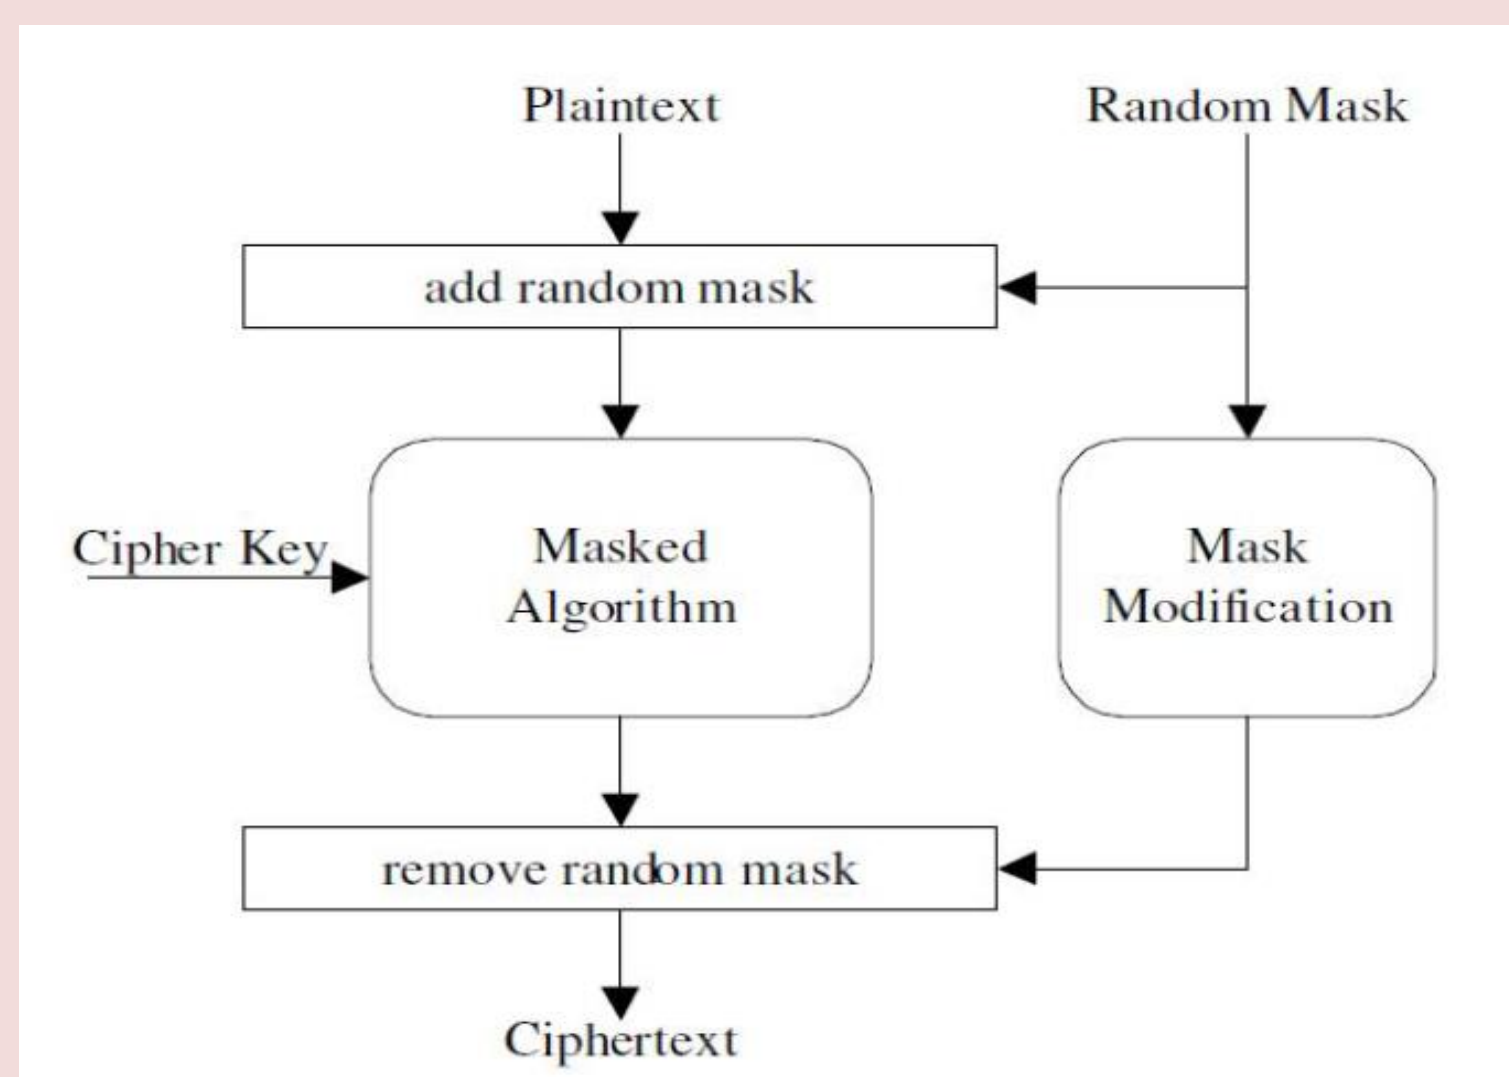 Plaintext
Random Mask
add random mask
Cipher Key
Masked
Algorithm
Mask
Modification
remove random mask
Ciphertext